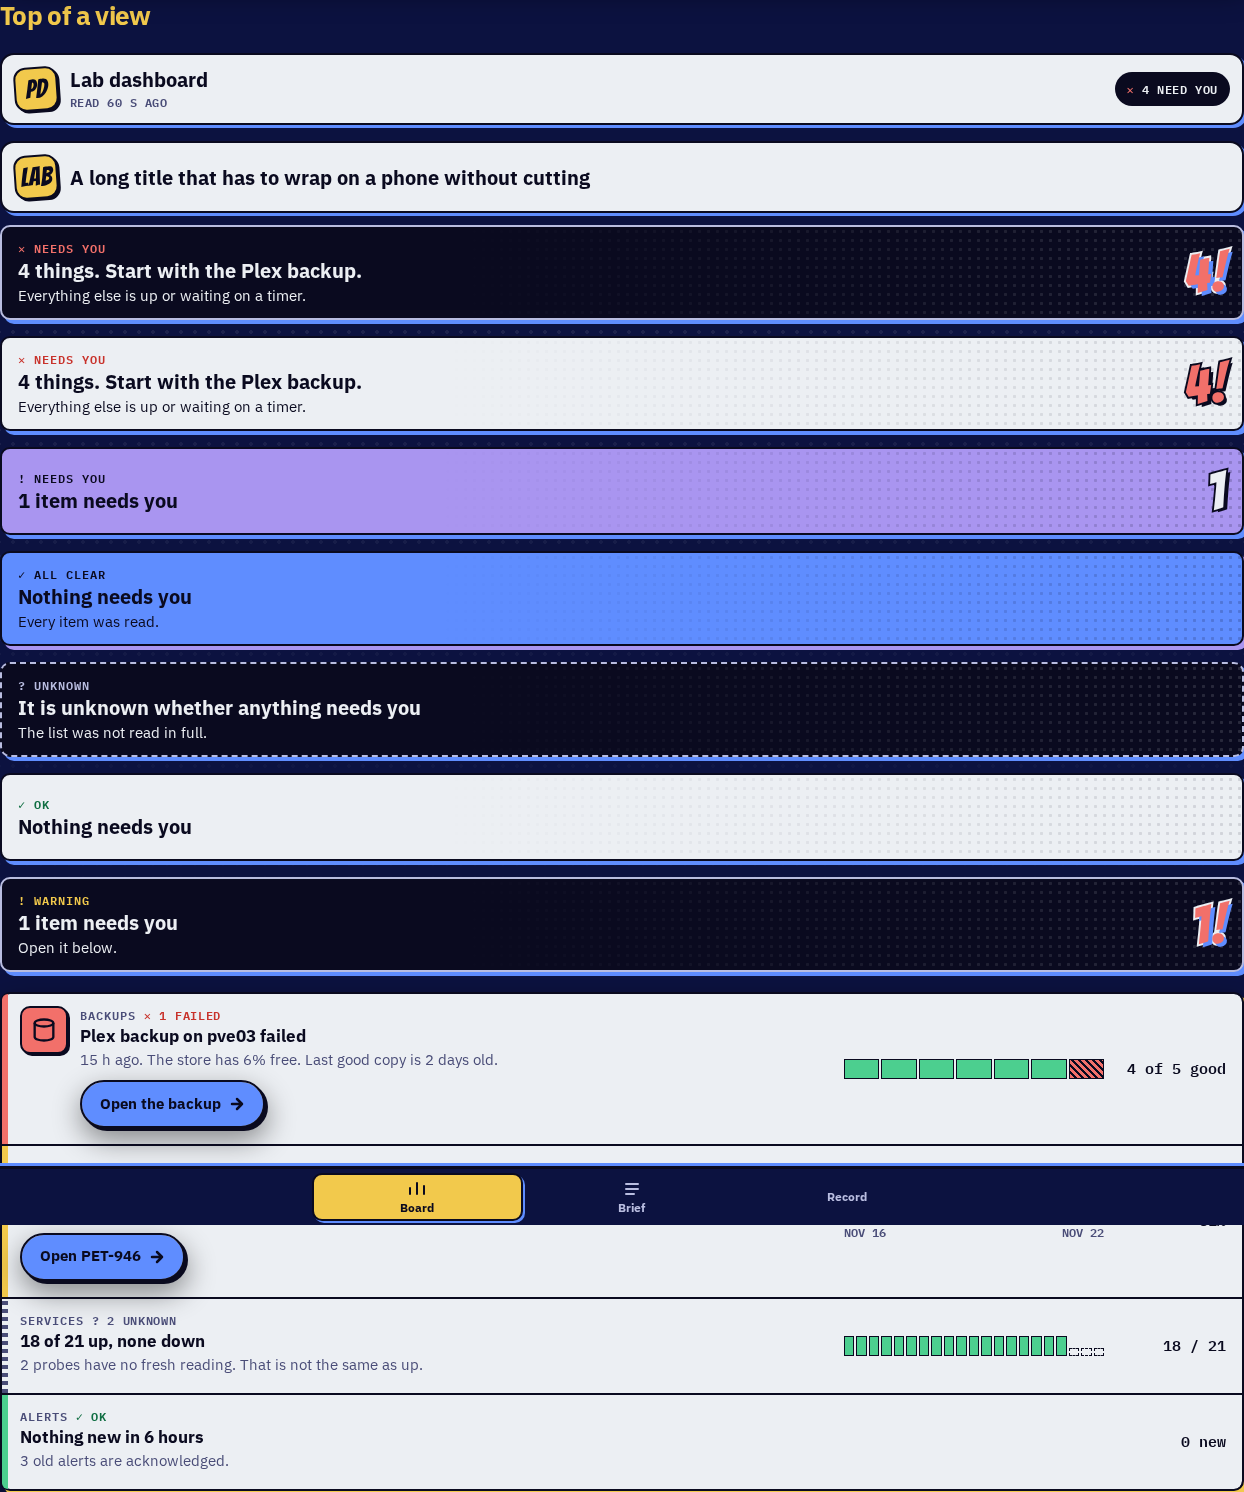 Top of a view
PD
Lab dashboard
READ 60 S AGO
× 4 NEED YOU
LAB
A long title that has to wrap on a phone without cutting
× NEEDS YOU
4 things. Start with the Plex backup.
Everything else is up or waiting on a timer.
4!
× NEEDS YOU
4 things. Start with the Plex backup.
Everything else is up or waiting on a timer.
4!
! NEEDS YOU
1 item needs you
1
✓ ALL CLEAR
Nothing needs you
Every item was read.
? UNKNOWN
It is unknown whether anything needs you
The list was not read in full.
✓ OK
Nothing needs you
! WARNING
1 item needs you
Open it below.
1!
BACKUPS × 1 FAILED
Plex backup on pve03 failed
15 h ago. The store has 6% free. Last good copy is 2 days old.
4 of 5 good
Open the backup →
Board
Brief
Record
NOV 16
NOV 22
Open PET-946 →
SERVICES ? 2 UNKNOWN
18 of 21 up, none down
2 probes have no fresh reading. That is not the same as up.
18 / 21
ALERTS ✓ OK
Nothing new in 6 hours
3 old alerts are acknowledged.
0 new